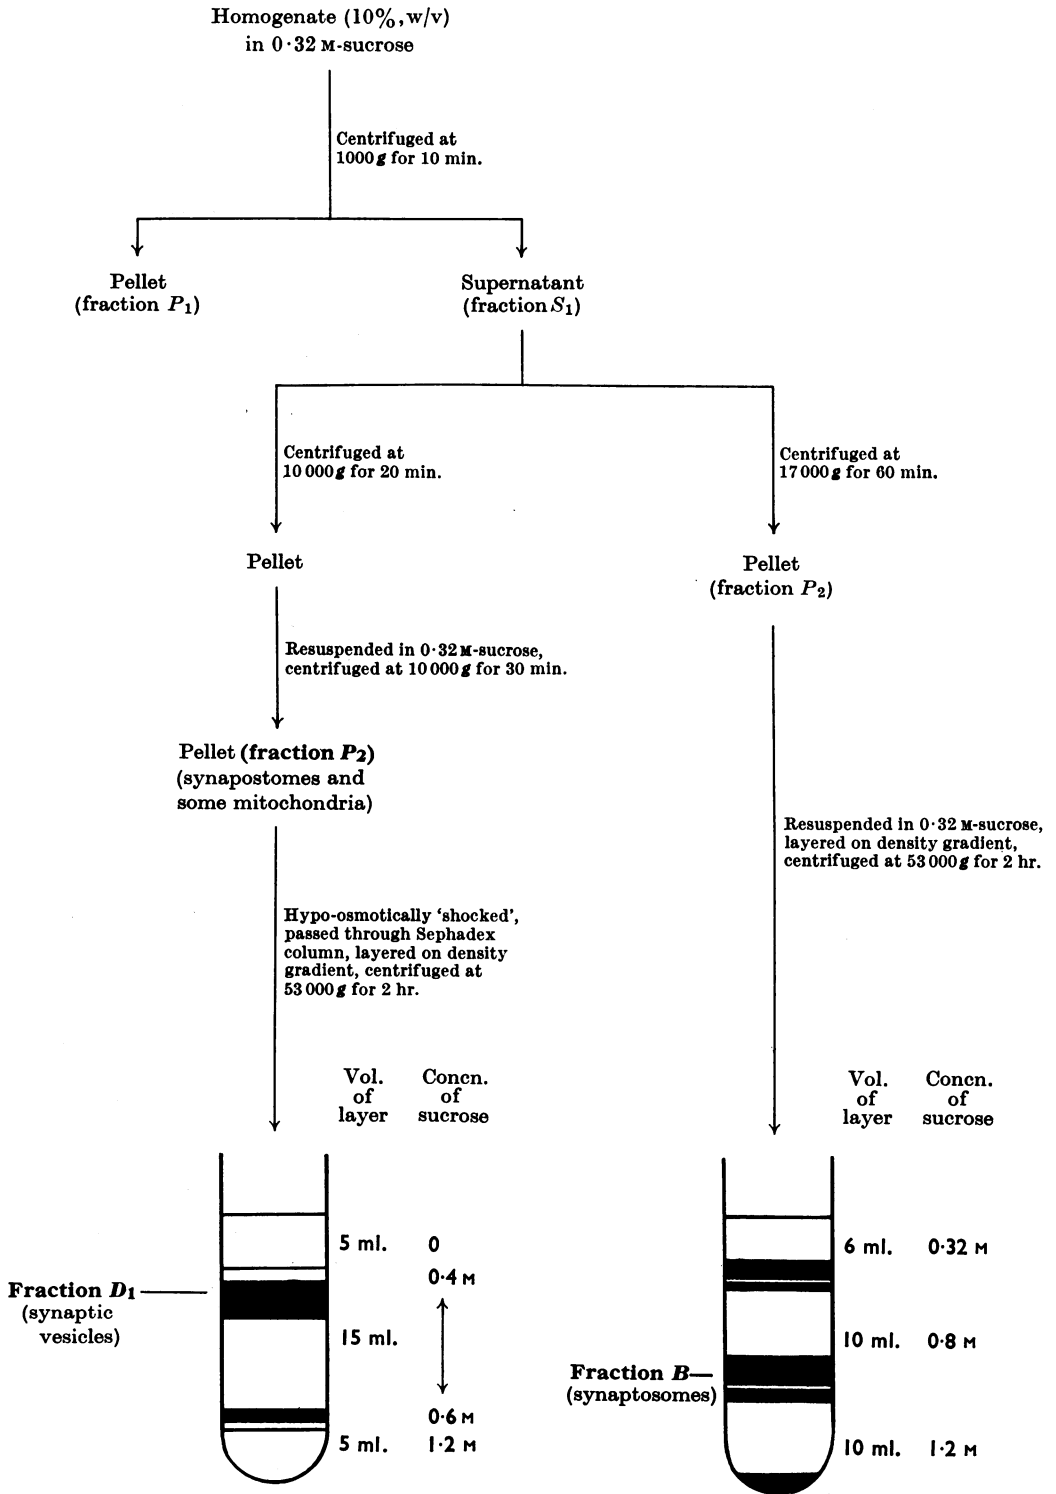 Homogenate (10%, w/v)
in 0·32 M-sucrose
Centrifuged at
1000 g for 10 min.
Pellet
(fraction P1)
Supernatant
(fraction S1)
Centrifuged at
10 000 g for 20 min.
Centrifuged at
17 000 g for 60 min.
Pellet
Pellet
(fraction P2)
Resuspended in 0·32 M-sucrose,
centrifuged at 10 000 g for 30 min.
Pellet (fraction P2)
(synapostomes and
some mitochondria)
Resuspended in 0·32 M-sucrose,
layered on density gradient,
centrifuged at 53 000 g for 2 hr.
Hypo-osmotically ‘shocked’,
passed through Sephadex
column, layered on density
gradient, centrifuged at
53 000 g for 2 hr.
Vol.
of
layer
Concn.
of
sucrose
5 ml. 0
0·4 M
Fraction D1
(synaptic
vesicles)
15 ml.
0·6 M
5 ml. 1·2 M
Vol.
of
layer
Concn.
of
sucrose
6 ml. 0·32 M
10 ml. 0·8 M
Fraction B
(synaptosomes)
10 ml. 1·2 M